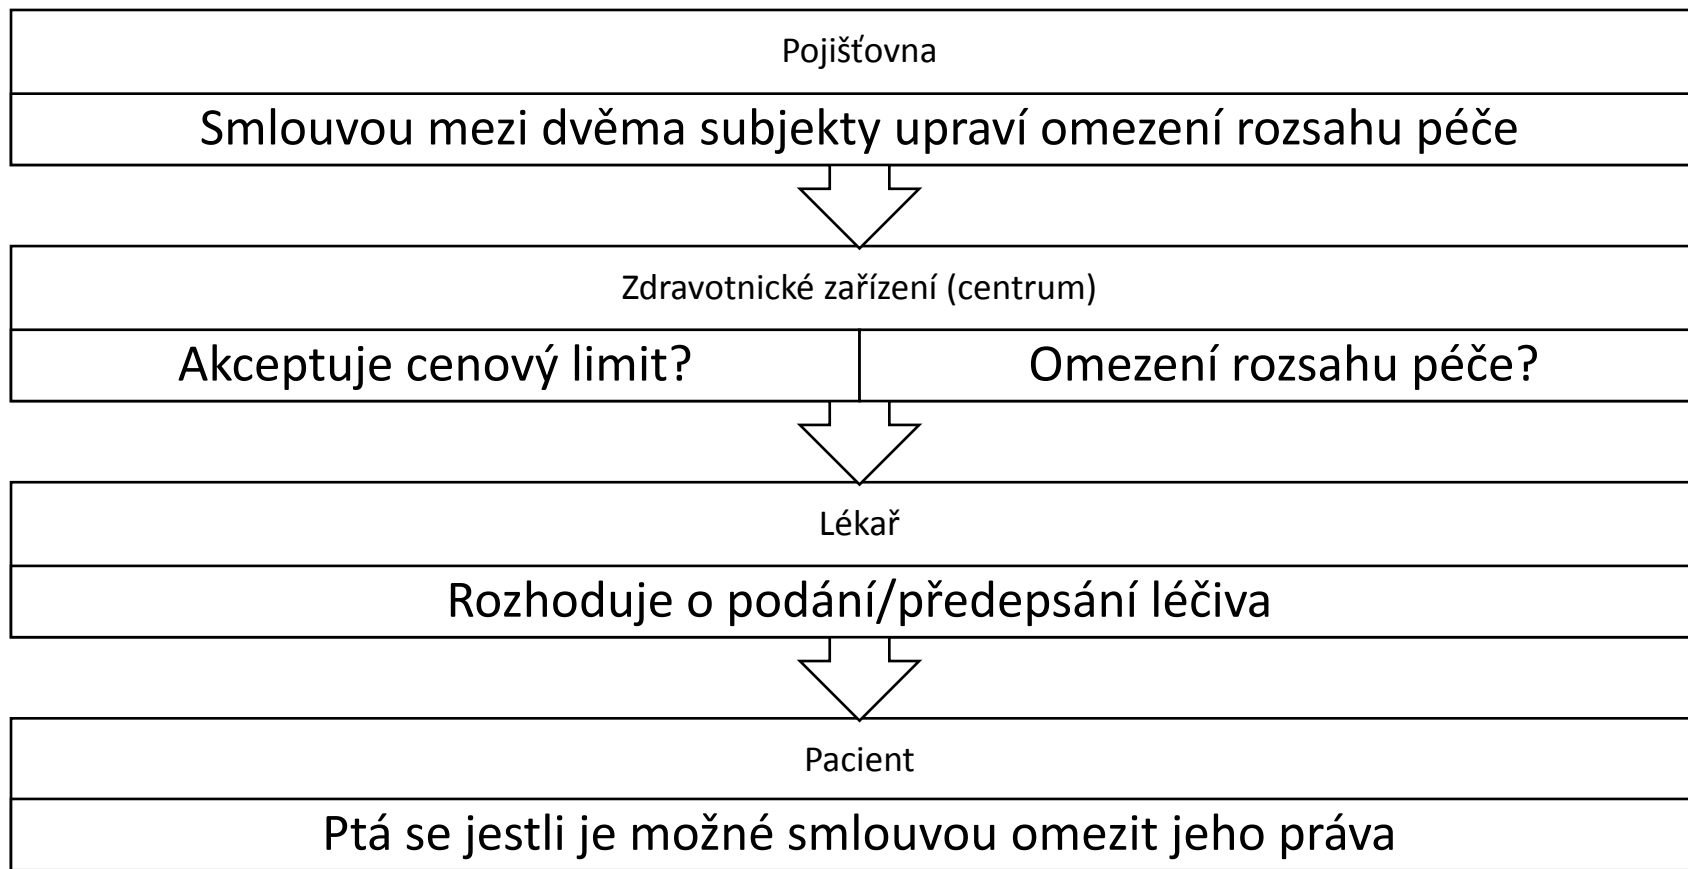 Pojišťovna
Smlouvou mezi dvěma subjekty upraví omezení rozsahu péče
Zdravotnické zařízení (centrum)
Akceptuje cenový limit?
Omezení rozsahu péče?
Lékař
Rozhoduje o podání/předepsání léčiva
Pacient
Ptá se jestli je možné smlouvou omezit jeho práva